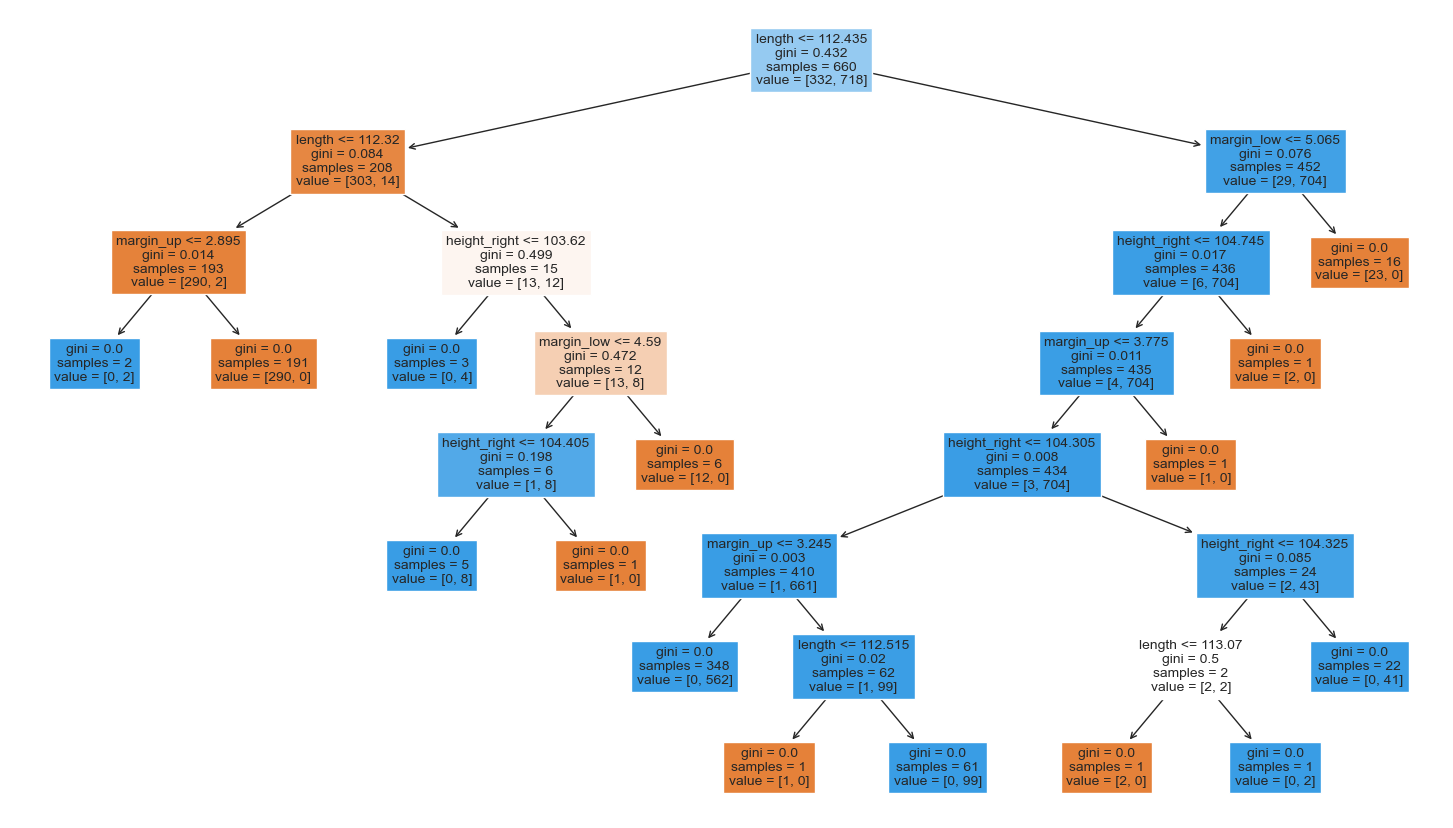 length <= 112.435
gini = 0.432
samples = 660
value = [332, 718]
length <= 112.32
gini = 0.084
samples = 208
value = [303, 14]
margin_low <= 5.065
gini = 0.076
samples = 452
value = [29, 704]
margin_up <= 2.895
gini = 0.014
samples = 193
value = [290, 2]
height_right <= 103.62
gini = 0.499
samples = 15
value = [13, 12]
height_right <= 104.745
gini = 0.017
samples = 436
value = [6, 704]
gini = 0.0
samples = 16
value = [23, 0]
gini = 0.0
samples = 2
value = [0, 2]
gini = 0.0
samples = 191
value = [290, 0]
gini = 0.0
samples = 3
value = [0, 4]
margin_low <= 4.59
gini = 0.472
samples = 12
value = [13, 8]
margin_up <= 3.775
gini = 0.011
samples = 435
value = [4, 704]
gini = 0.0
samples = 1
value = [2, 0]
height_right <= 104.405
gini = 0.198
samples = 6
value = [1, 8]
gini = 0.0
samples = 6
value = [12, 0]
height_right <= 104.305
gini = 0.008
samples = 434
value = [3, 704]
gini = 0.0
samples = 1
value = [1, 0]
gini = 0.0
samples = 5
value = [0, 8]
gini = 0.0
samples = 1
value = [1, 0]
margin_up <= 3.245
gini = 0.003
samples = 410
value = [1, 661]
height_right <= 104.325
gini = 0.085
samples = 24
value = [2, 43]
gini = 0.0
samples = 348
value = [0, 562]
length <= 112.515
gini = 0.02
samples = 62
value = [1, 99]
length <= 113.07
gini = 0.5
samples = 2
value = [2, 2]
gini = 0.0
samples = 22
value = [0, 41]
gini = 0.0
samples = 1
value = [1, 0]
gini = 0.0
samples = 61
value = [0, 99]
gini = 0.0
samples = 1
value = [2, 0]
gini = 0.0
samples = 1
value = [0, 2]